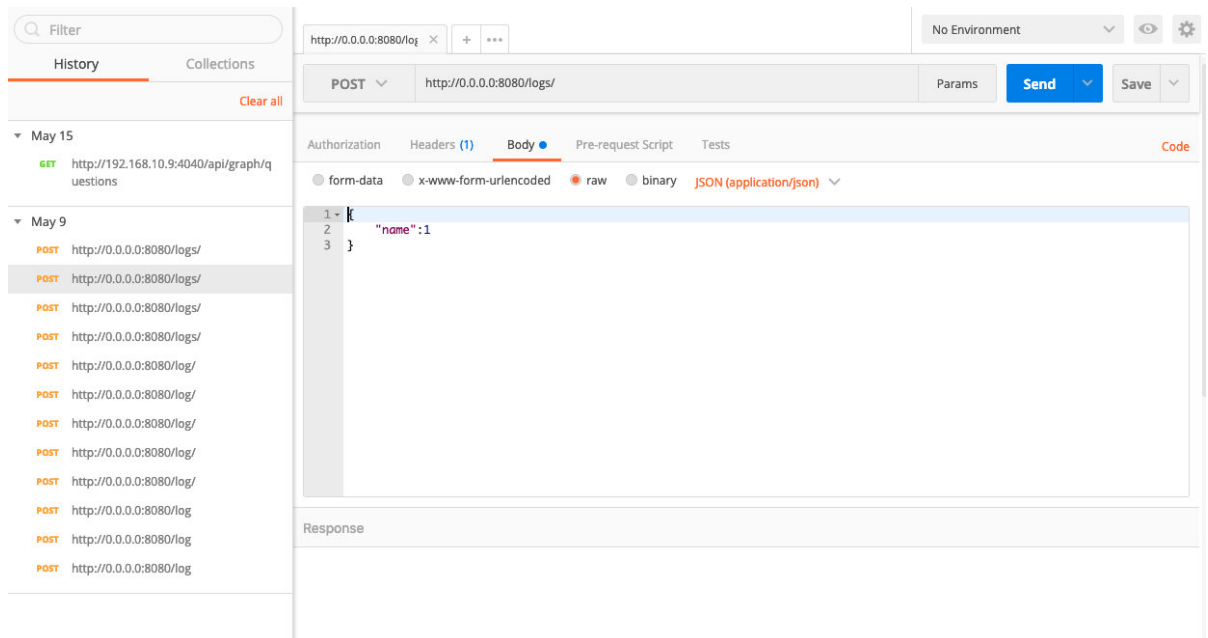 Filter
History Collections
Clear all
May 15
GET http://192.168.10.9:4040/api/graph/q
uestions
May 9
POST http://0.0.0.0:8080/logs/
POST http://0.0.0.0:8080/logs/
POST http://0.0.0.0:8080/logs/
POST http://0.0.0.0:8080/logs/
POST http://0.0.0.0:8080/log/
POST http://0.0.0.0:8080/log/
POST http://0.0.0.0:8080/log/
POST http://0.0.0.0:8080/log/
POST http://0.0.0.0:8080/log/
POST http://0.0.0.0:8080/log
POST http://0.0.0.0:8080/log
POST http://0.0.0.0:8080/log
http://0.0.0.0:8080/log
No Environment
POST http://0.0.0.0:8080/logs/ Params Send Save
Authorization Headers (1) Body Pre-request Script Tests Code
form-data x-www-form-urlencoded raw binary JSON (application/json)
1 {
2 "name":1
3 }
Response